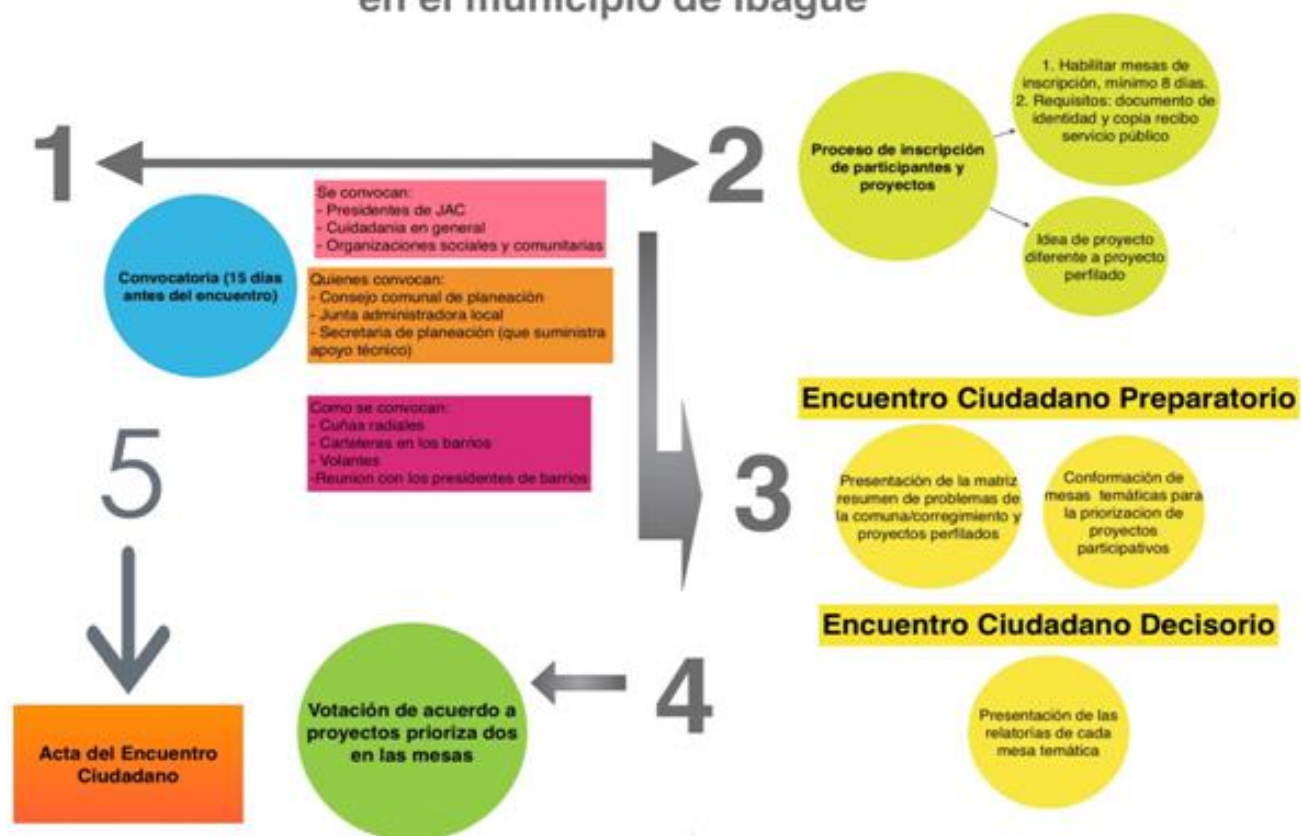 en el municipio de Ibagué
1
2
Convocatoria (15 días
antes del encuentro)
Se convocan:
- Presidentes de JAC
- Cuidadania en general
- Organizaciones sociales y comunitarias
Quienes convocan:
- Consejo comunal de planeación
- Junta administradora local
- Secretaria de planeación (que suministra
apoyo técnico)
Como se convocan:
- Cuñas radiales
- Carteleras en los barrios
- Volantes
-Reunion con los presidentes de barrios
Proceso de inscripción
de participantes y
proyectos
1. Habilitar mesas de
inscripción, mínimo 8 días.
2. Requisitos: documento de
identidad y copia recibo
servicio público
Idea de proyecto
diferente a proyecto
perfilado
3
Encuentro Ciudadano Preparatorio
Presentación de la matriz
resumen de problemas de
la comuna/corregimiento y
proyectos perfilados
Conformación de
mesas temáticas para
la priorizacion de
proyectos
participativos
Encuentro Ciudadano Decisorio
Presentación de las
relatorías de cada
mesa temática
4
Votación de acuerdo a
proyectos prioriza dos
en las mesas
5
Acta del Encuentro
Ciudadano